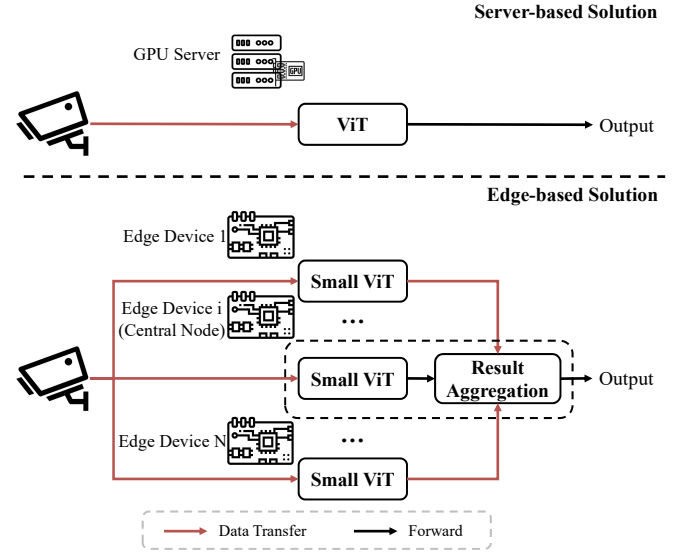 Server-based Solution
GPU Server
GPU
ViT
Output
Edge-based Solution
Edge Device 1
Small ViT
Edge Device i
(Central Node)
...
Small ViT
Result
Aggregation
Output
Edge Device N
...
Small ViT
Data Transfer
Forward